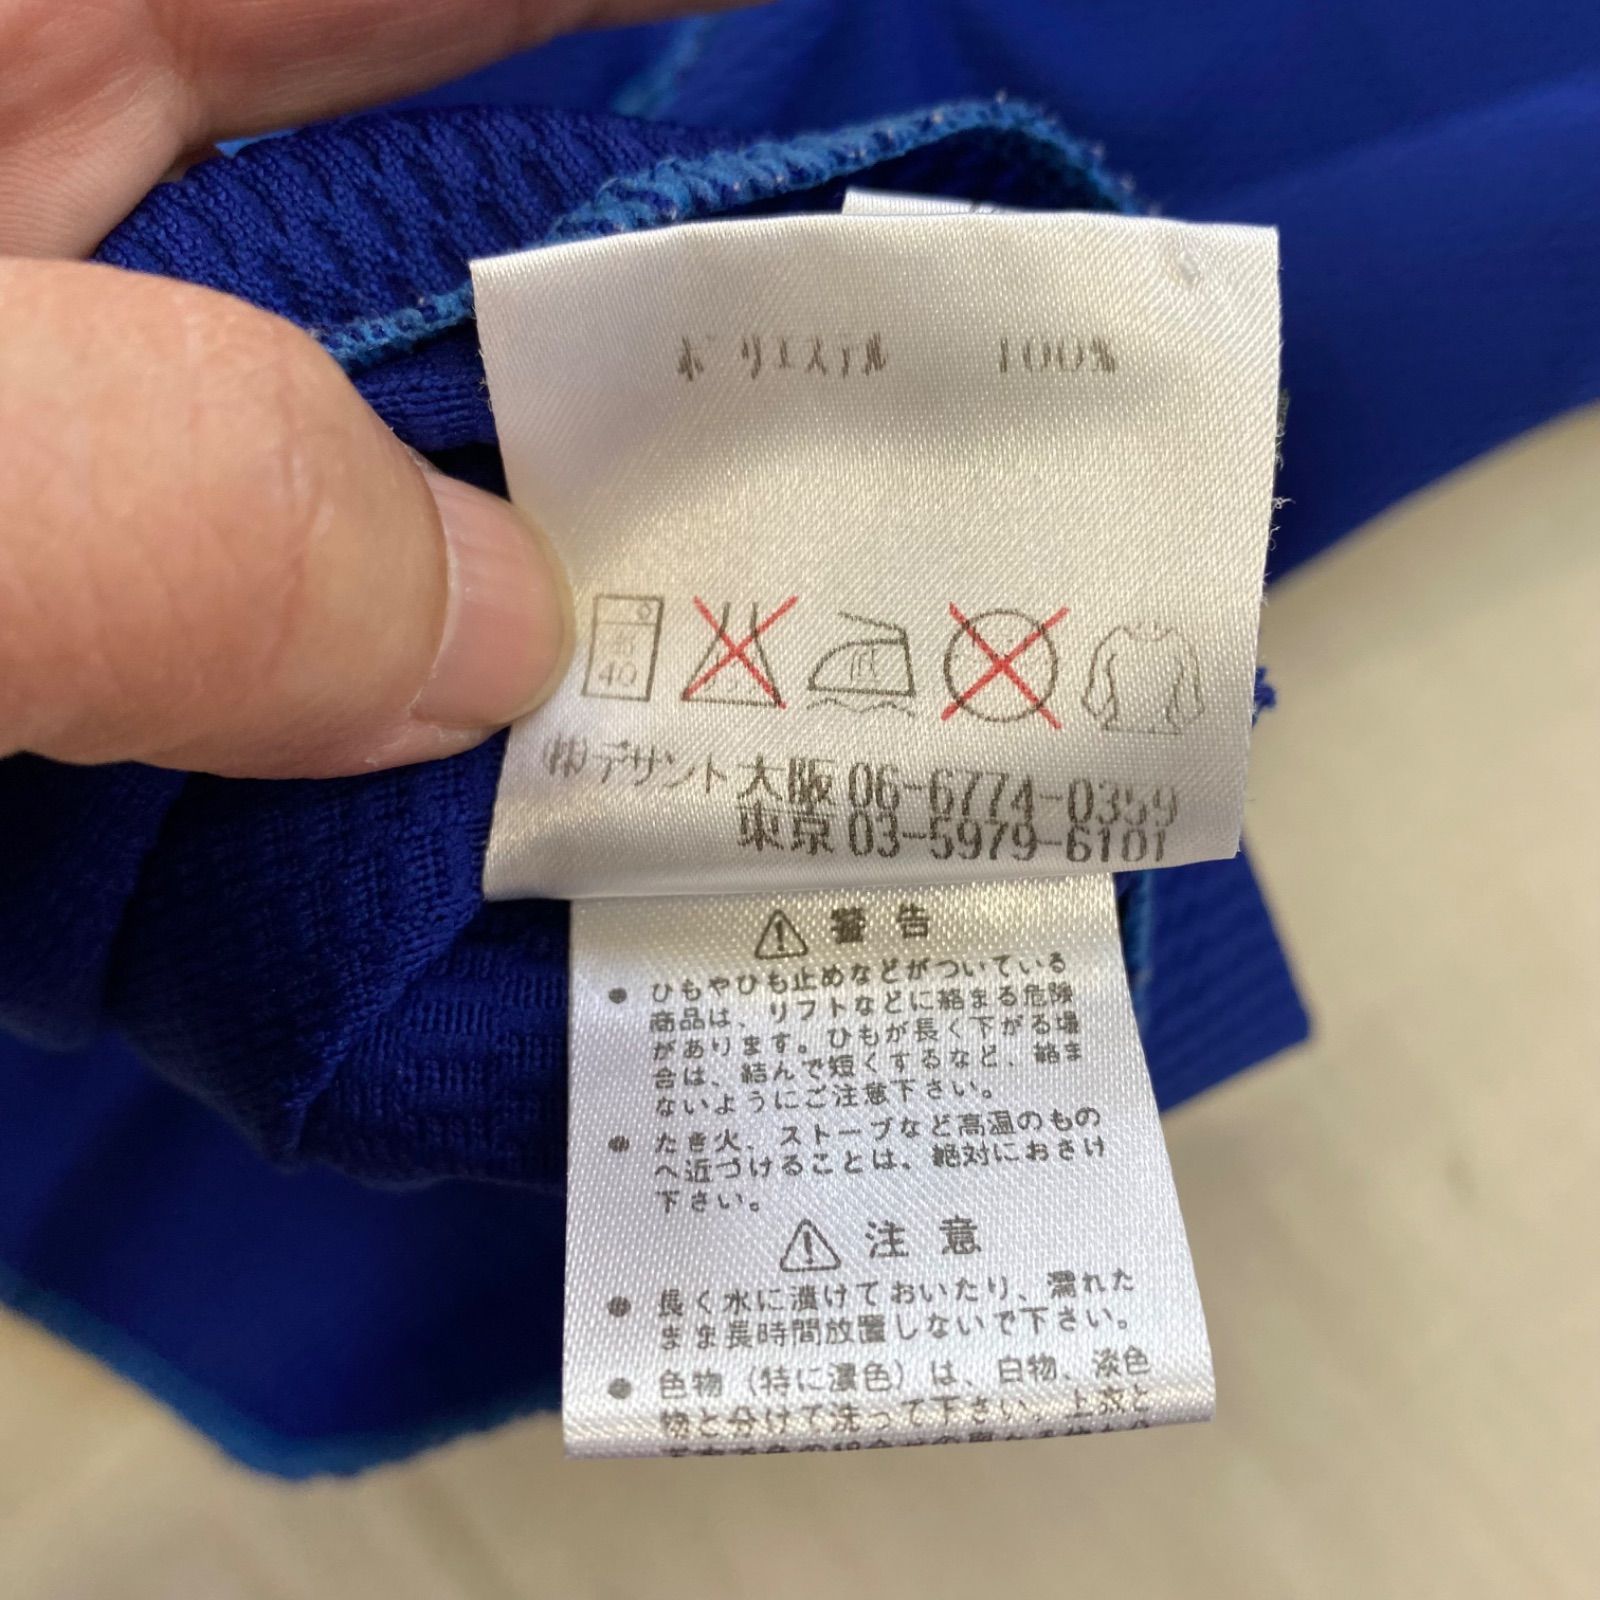 ポリエステル 100%
弱
40
低
(株)デサント 大阪 06-6774-0359
東京 03-5979-6101
警告
● ひもやひも止めなどがついている
商品は、リフトなどに絡まる危険
があります。ひもが長く下がる場
合は、結んで短くするなど、絡ま
ないようにご注意下さい。
● たき火、ストーブなど高温のもの
へ近づけることは、絶対におさけ
下さい。
注意
● 長く水に漬けておいたり、濡れた
まま長時間放置しないで下さい。
● 色物（特に濃色）は、白物、淡色
物と分けて洗って下さい。上衣と